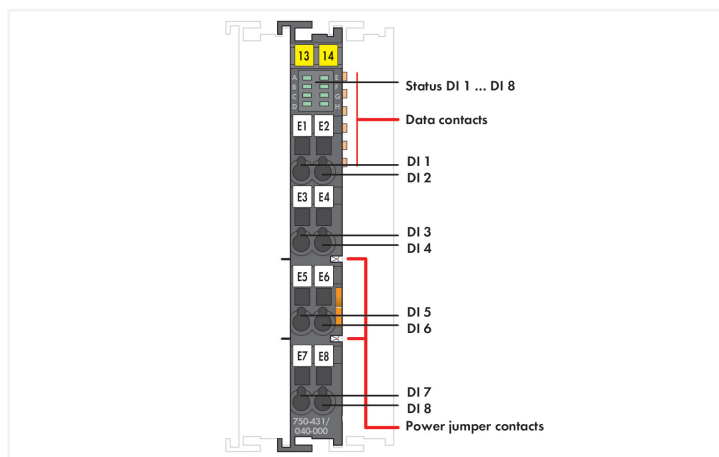 13 14
A E
B F
C G
D H
Status DI 1 ... DI 8
Data contacts
E1 E2
DI 1
DI 2
E3 E4
DI 3
DI 4
E5 E6
DI 5
DI 6
E7 E8
DI 7
DI 8
750-431/
040-000
Power jumper contacts